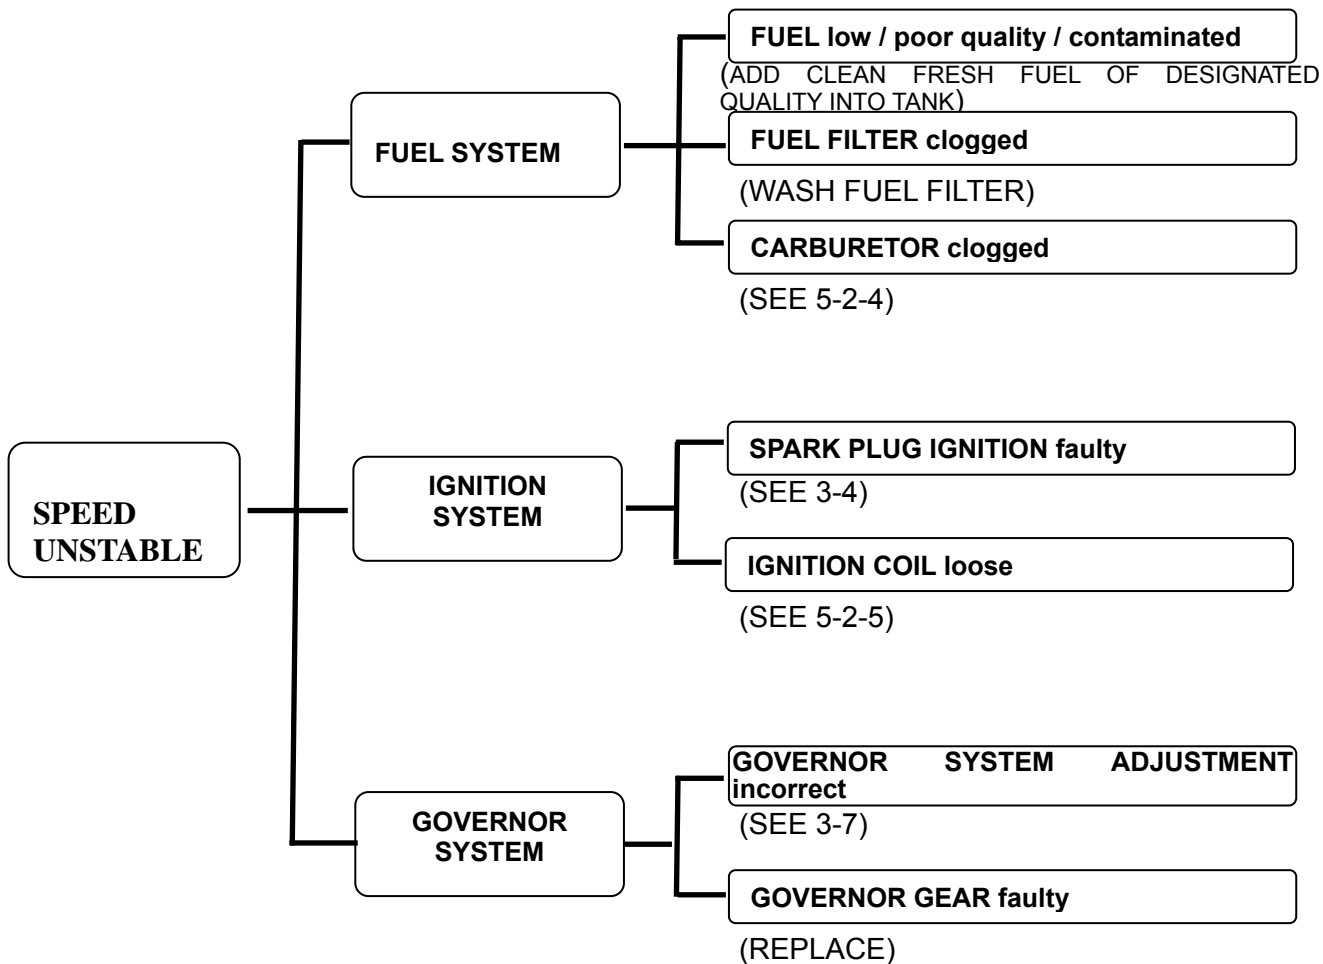 FUEL low / poor quality / contaminated
(ADD CLEAN FRESH FUEL OF DESIGNATED
QUALITY INTO TANK)
FUEL SYSTEM
FUEL FILTER clogged
(WASH FUEL FILTER)
CARBURETOR clogged
(SEE 5-2-4)
SPEED
UNSTABLE
IGNITION
SYSTEM
SPARK PLUG IGNITION faulty
(SEE 3-4)
IGNITION COIL loose
(SEE 5-2-5)
GOVERNOR
SYSTEM
GOVERNOR SYSTEM ADJUSTMENT
incorrect
(SEE 3-7)
GOVERNOR GEAR faulty
(REPLACE)